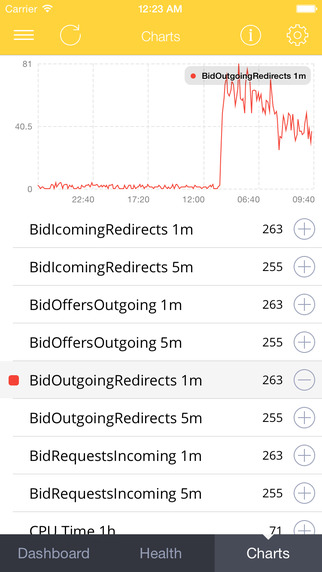 Carrier 12:23 AM
Charts
81
BidOutgoingRedirects 1m
40.5
0
22:40 17:20 12:00 06:40 09:40
BidIcomingRedirects 1m 263
BidIcomingRedirects 5m 255
BidOffersOutgoing 1m 263
BidOffersOutgoing 5m 255
BidOutgoingRedirects 1m 263
BidOutgoingRedirects 5m 255
BidRequestsIncoming 1m 263
BidRequestsIncoming 5m 255
CPU Time 1h 71
Dashboard Health Charts